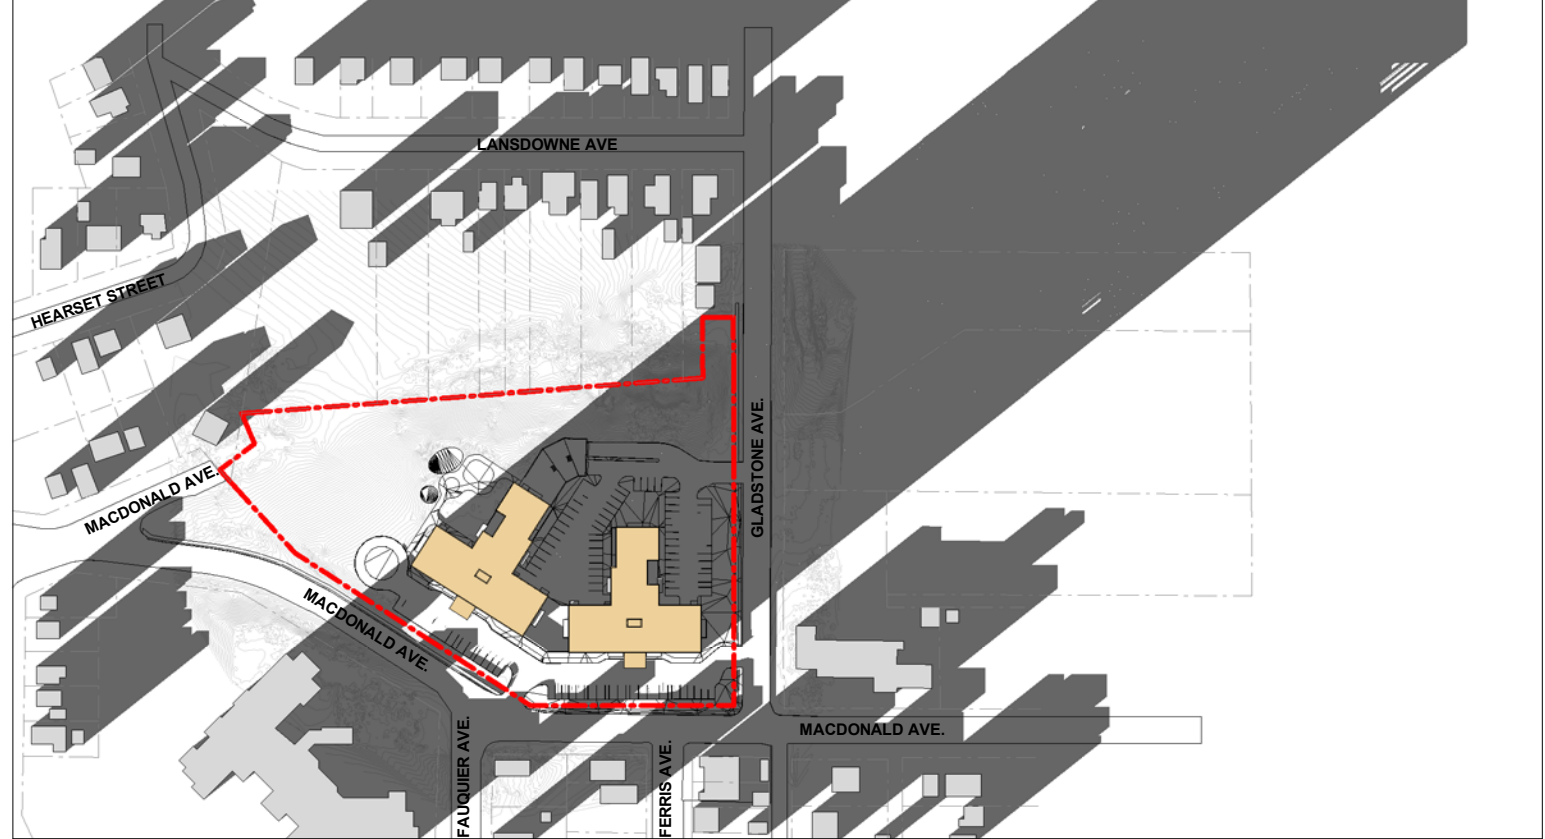 LANSDOWNE AVE
HEARSET STREET
GLADSTONE AVE.
MACDONALD AVE.
MACDONALD AVE.
MACDONALD AVE.
FAUQUIER AVE.
FERRIS AVE.